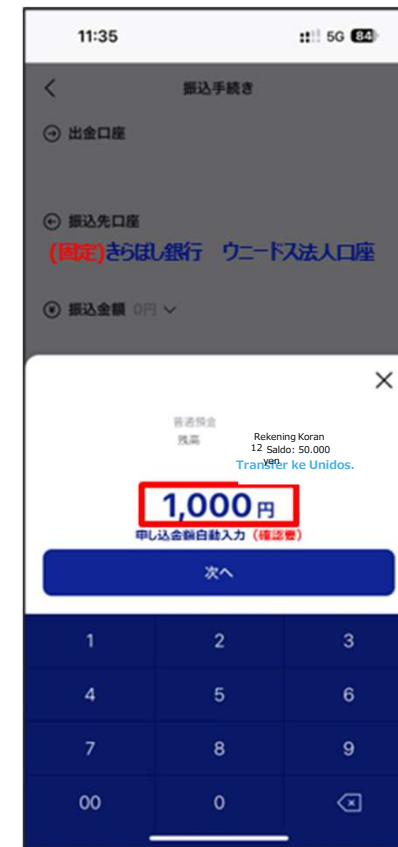 11:35 5G 84
振込手続き
出金口座
振込先口座
(固定)きらぼし銀行 ウニードス法人口座
振込金額 0円
普通預金
残高
Rekening Koran
12 Saldo: 50.000
yen
Transfer ke Unidos.
1,000 円
申し込金額自動入力（確認要）
次へ
1 2 3
4 5 6
7 8 9
00 0